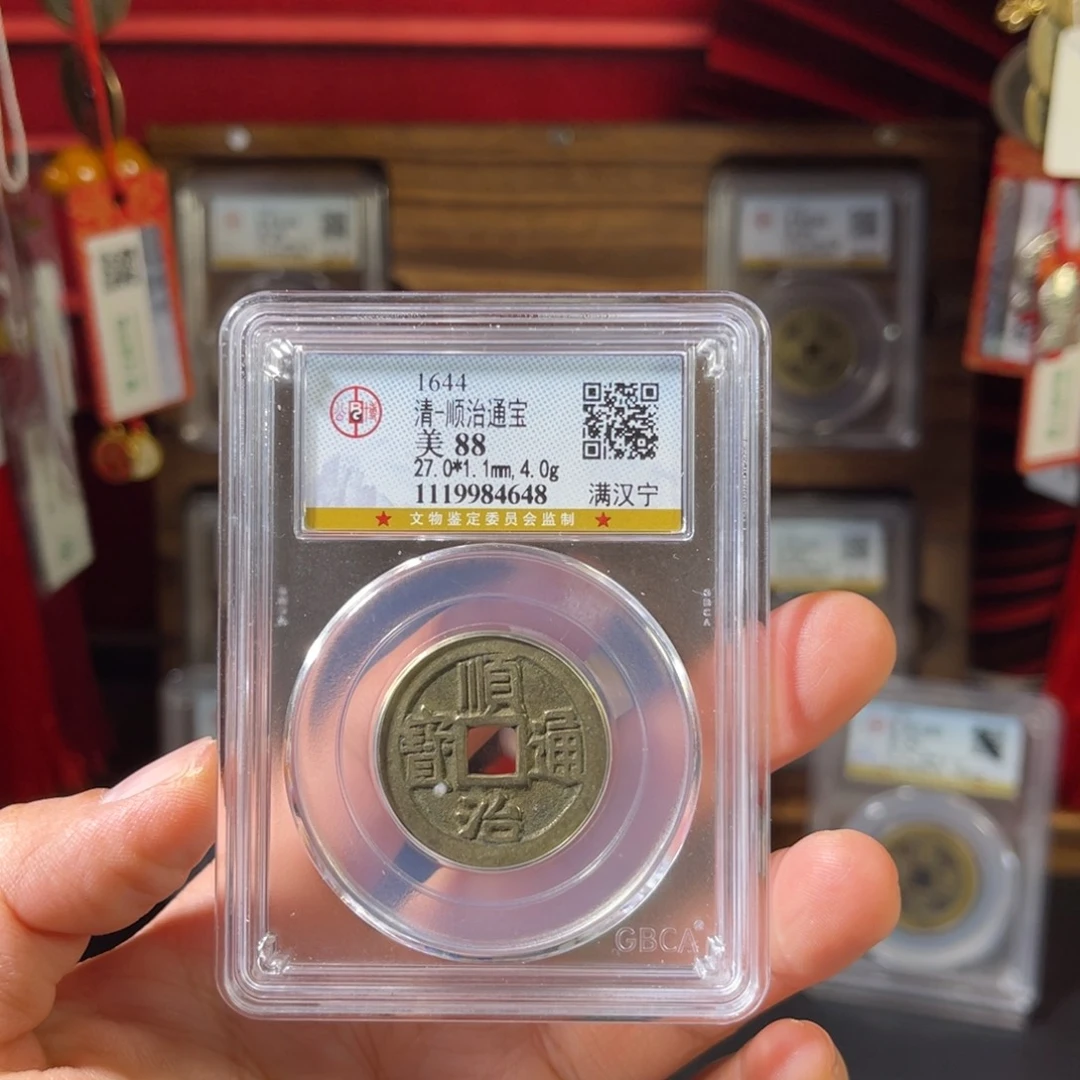 1644
清-顺治通宝
美 88
27.0*1.1mm, 4.0g
1119984648
满汉宁
★ 文物鉴定委员会监制 ★
順
寶 通
治
GBCA®